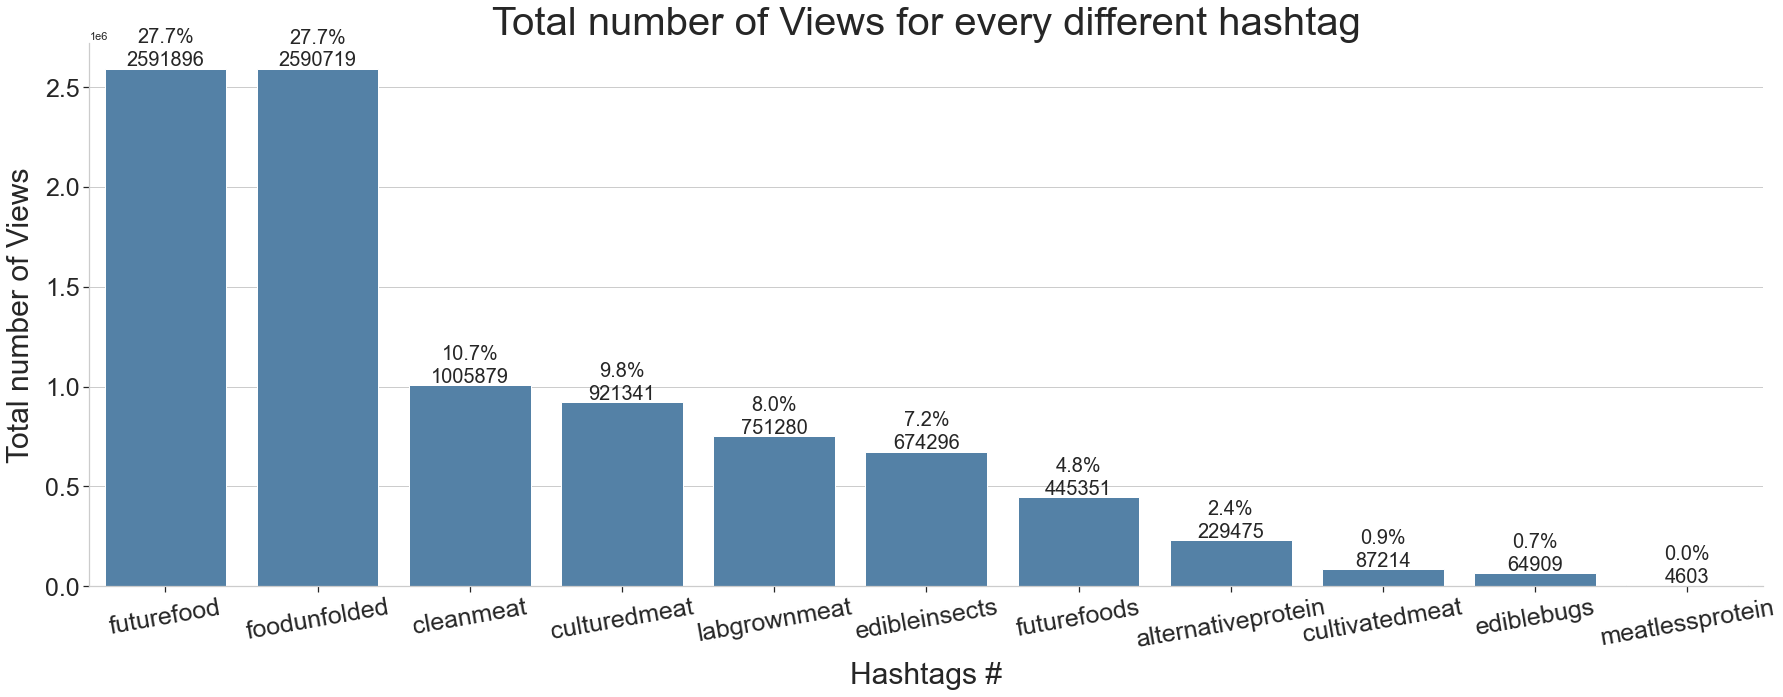 Total number of Views for every different hashtag
1e6
27.7%
2591896
27.7%
2590719
10.7%
1005879
9.8%
921341
8.0%
751280
7.2%
674296
4.8%
445351
2.4%
229475
0.9%
87214
0.7%
64909
0.0%
4603
2.5
2.0
1.5
1.0
0.5
0.0
Total number of Views
futurefood
foodunfolded
cleanmeat
culturedmeat
labgrownmeat
edibleinsects
futurefoods
alternativeprotein
cultivatedmeat
ediblebugs
meatlessprotein
Hashtags #